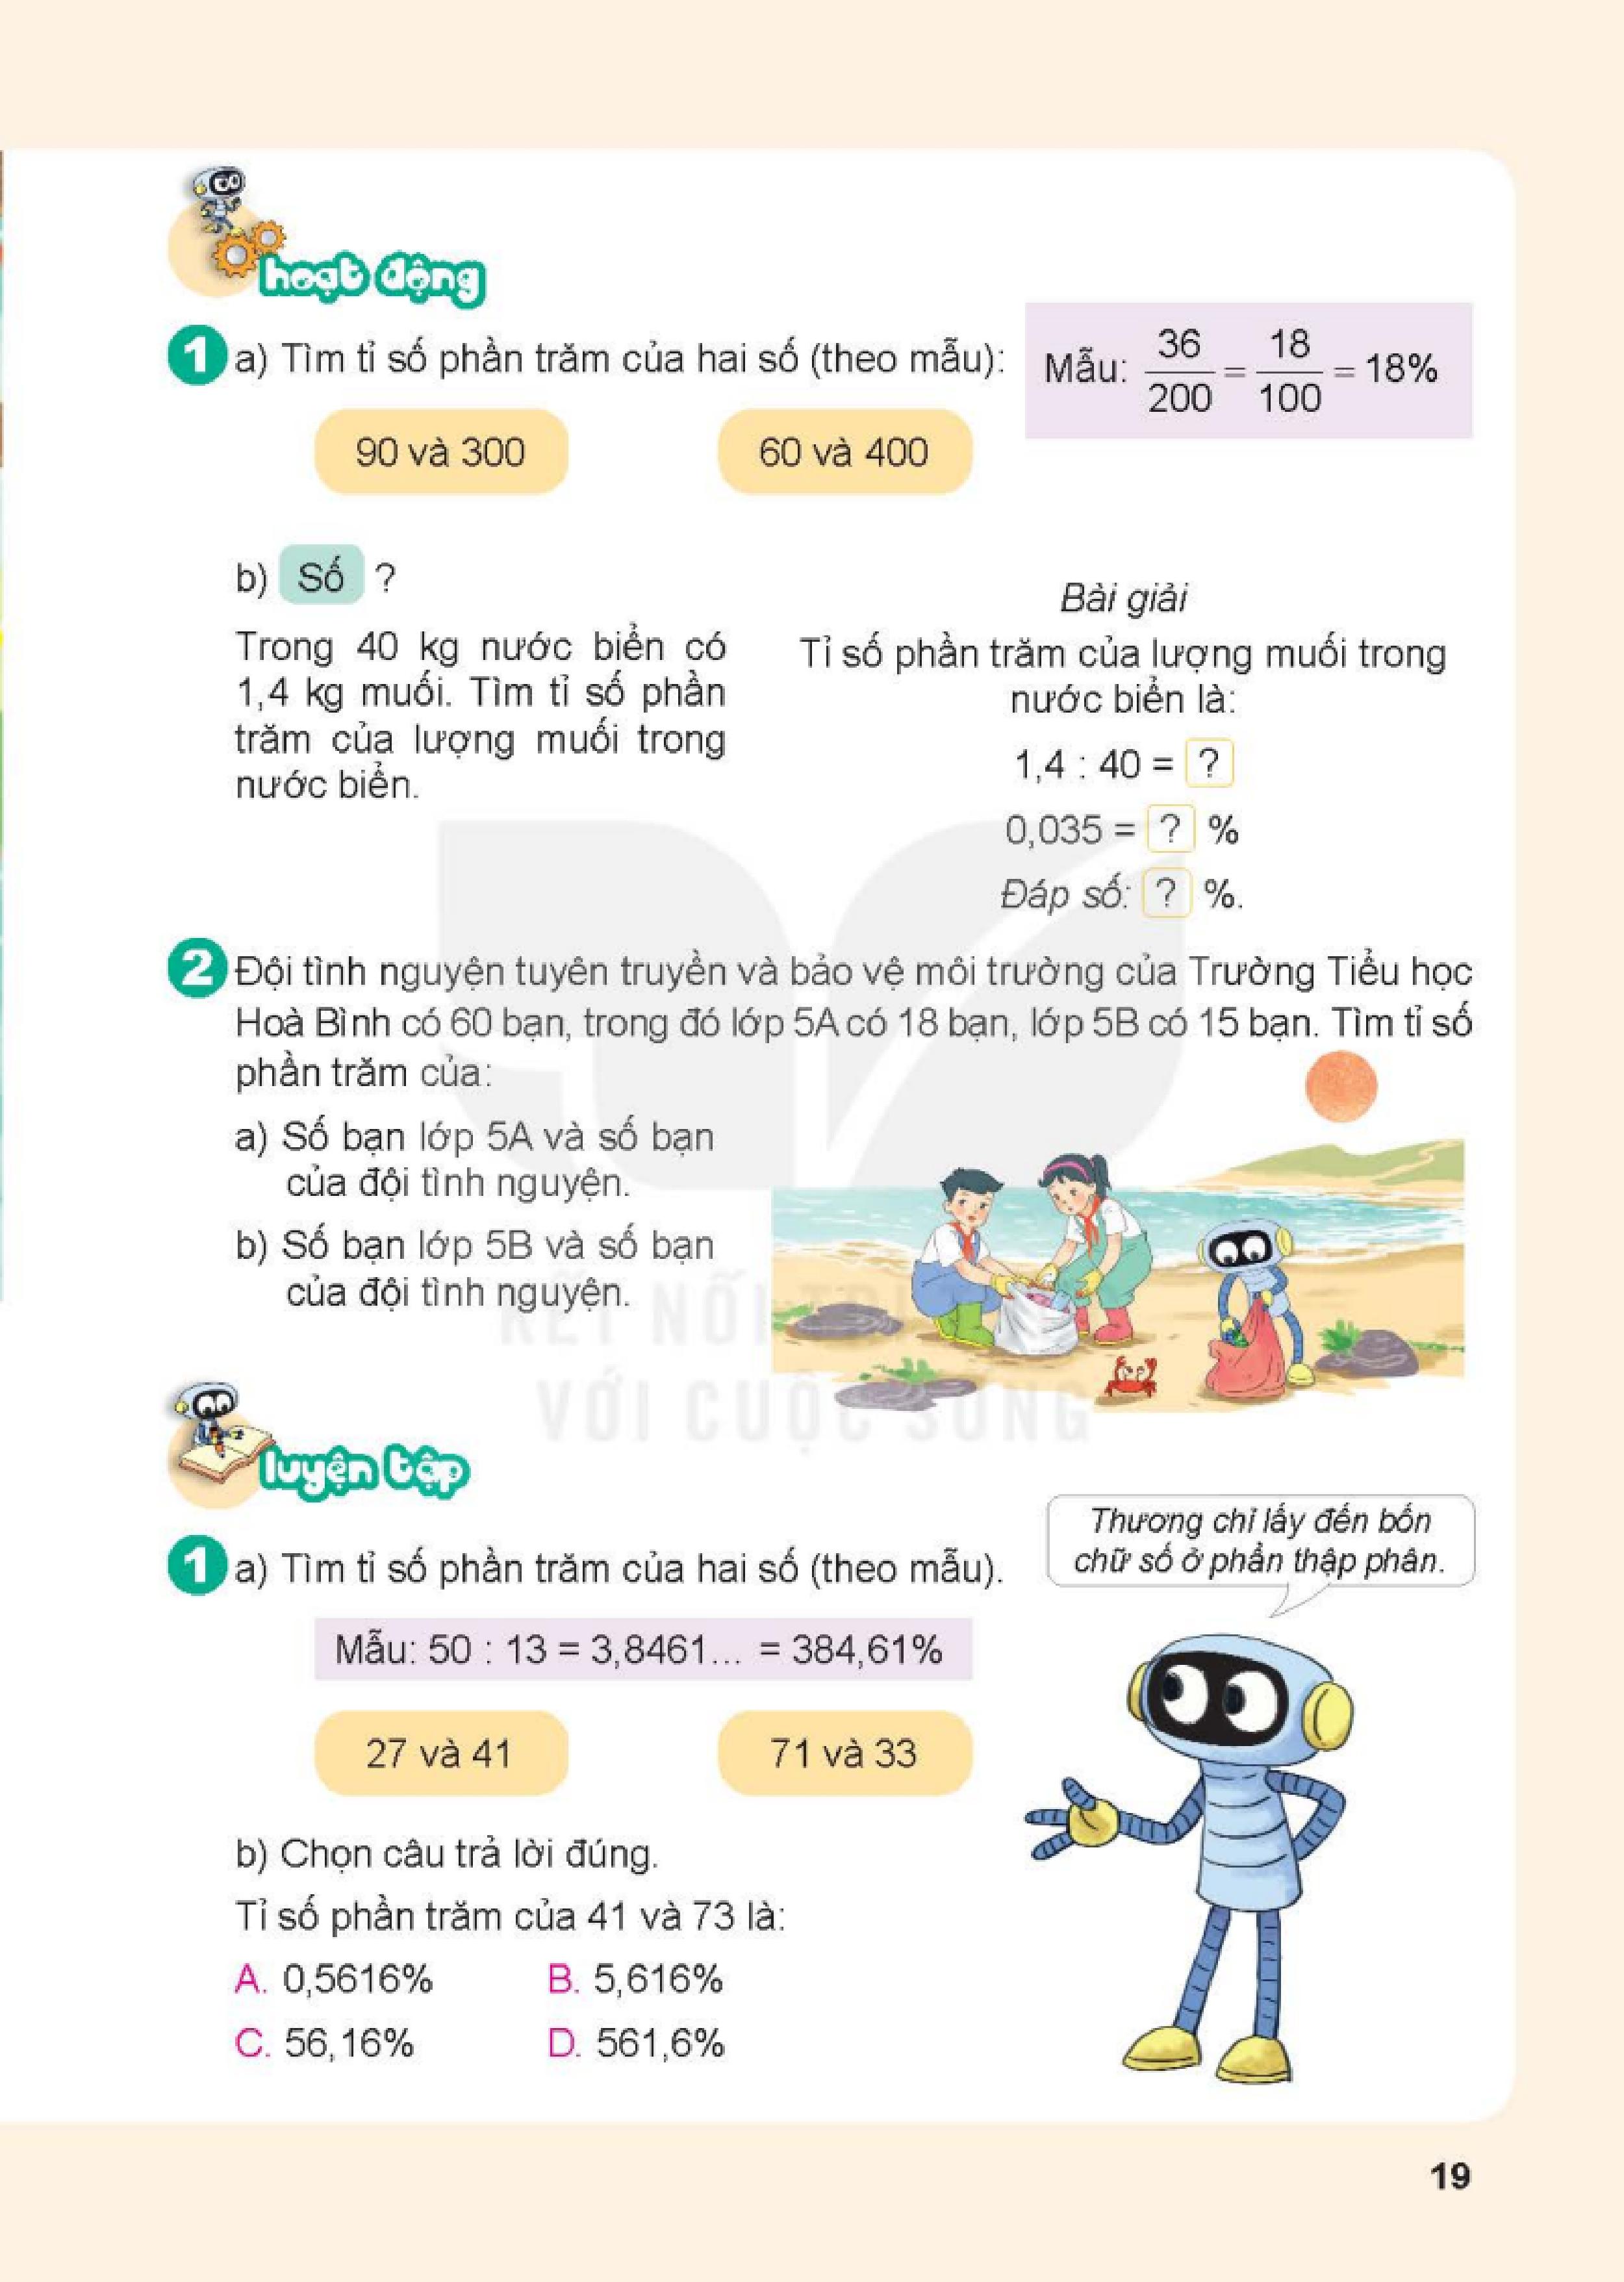 hoạt động
1 a) Tìm tỉ số phần trăm của hai số (theo mẫu):
Mẫu: 36/200 = 18/100 = 18%
90 và 300
60 và 400
b) Số ?
Trong 40 kg nước biển có
1,4 kg muối. Tìm tỉ số phần
trăm của lượng muối trong
nước biển.
Bài giải
Tỉ số phần trăm của lượng muối trong
nước biển là:
1,4 : 40 = ?
0,035 = ? %
Đáp số: ? %.
2 Đội tình nguyện tuyên truyền và bảo vệ môi trường của Trường Tiểu học
Hoà Bình có 60 bạn, trong đó lớp 5A có 18 bạn, lớp 5B có 15 bạn. Tìm tỉ số
phần trăm của:
a) Số bạn lớp 5A và số bạn
của đội tình nguyện.
b) Số bạn lớp 5B và số bạn
của đội tình nguyện.
KẾT NỐI TRI
VỚI CUỘC SỐNG
luyện tập
1 a) Tìm tỉ số phần trăm của hai số (theo mẫu).
Thương chỉ lấy đến bốn
chữ số ở phần thập phân.
Mẫu: 50 : 13 = 3,8461... = 384,61%
27 và 41
71 và 33
b) Chọn câu trả lời đúng.
Tỉ số phần trăm của 41 và 73 là:
A. 0,5616%
B. 5,616%
C. 56,16%
D. 561,6%
19